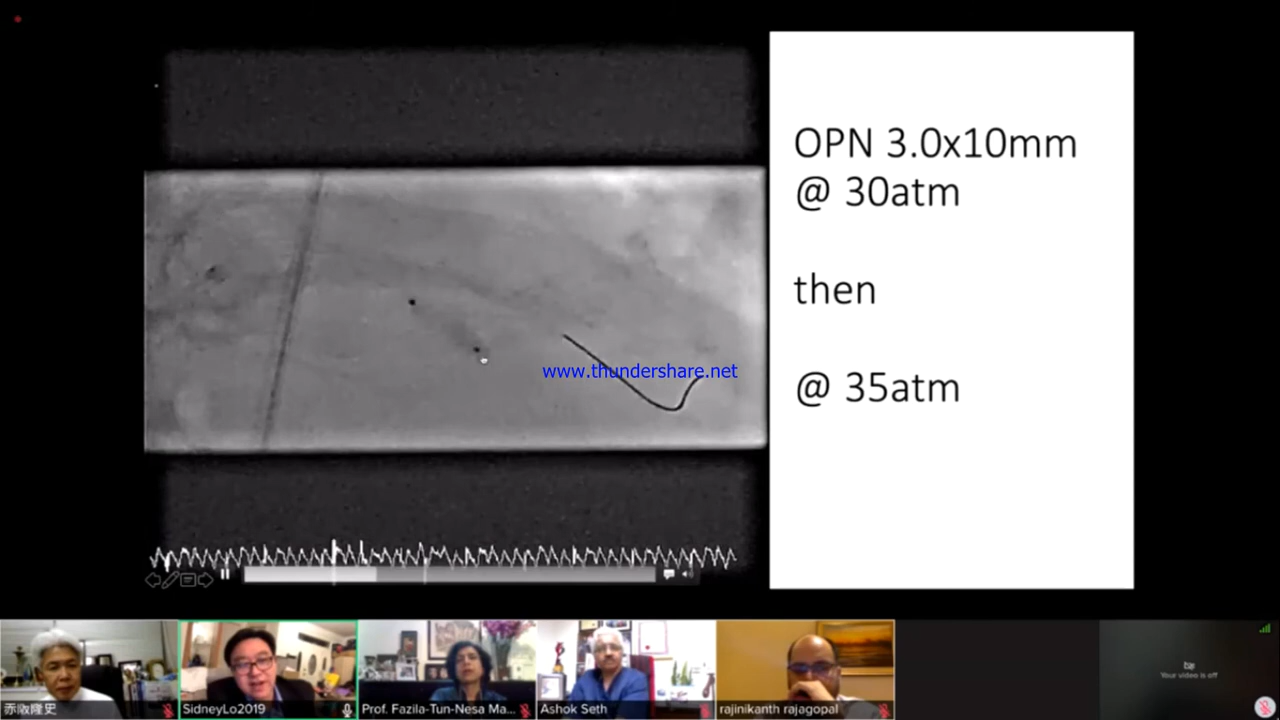 OPN 3.0x10mm
@ 30atm
then
@ 35atm
www.thundershare.net
赤阪隆史
SidneyLo2019
Prof. Fazila-Tun-Nesa Ma...
Ashok Seth
rajinikanth rajagopal
Your video is off